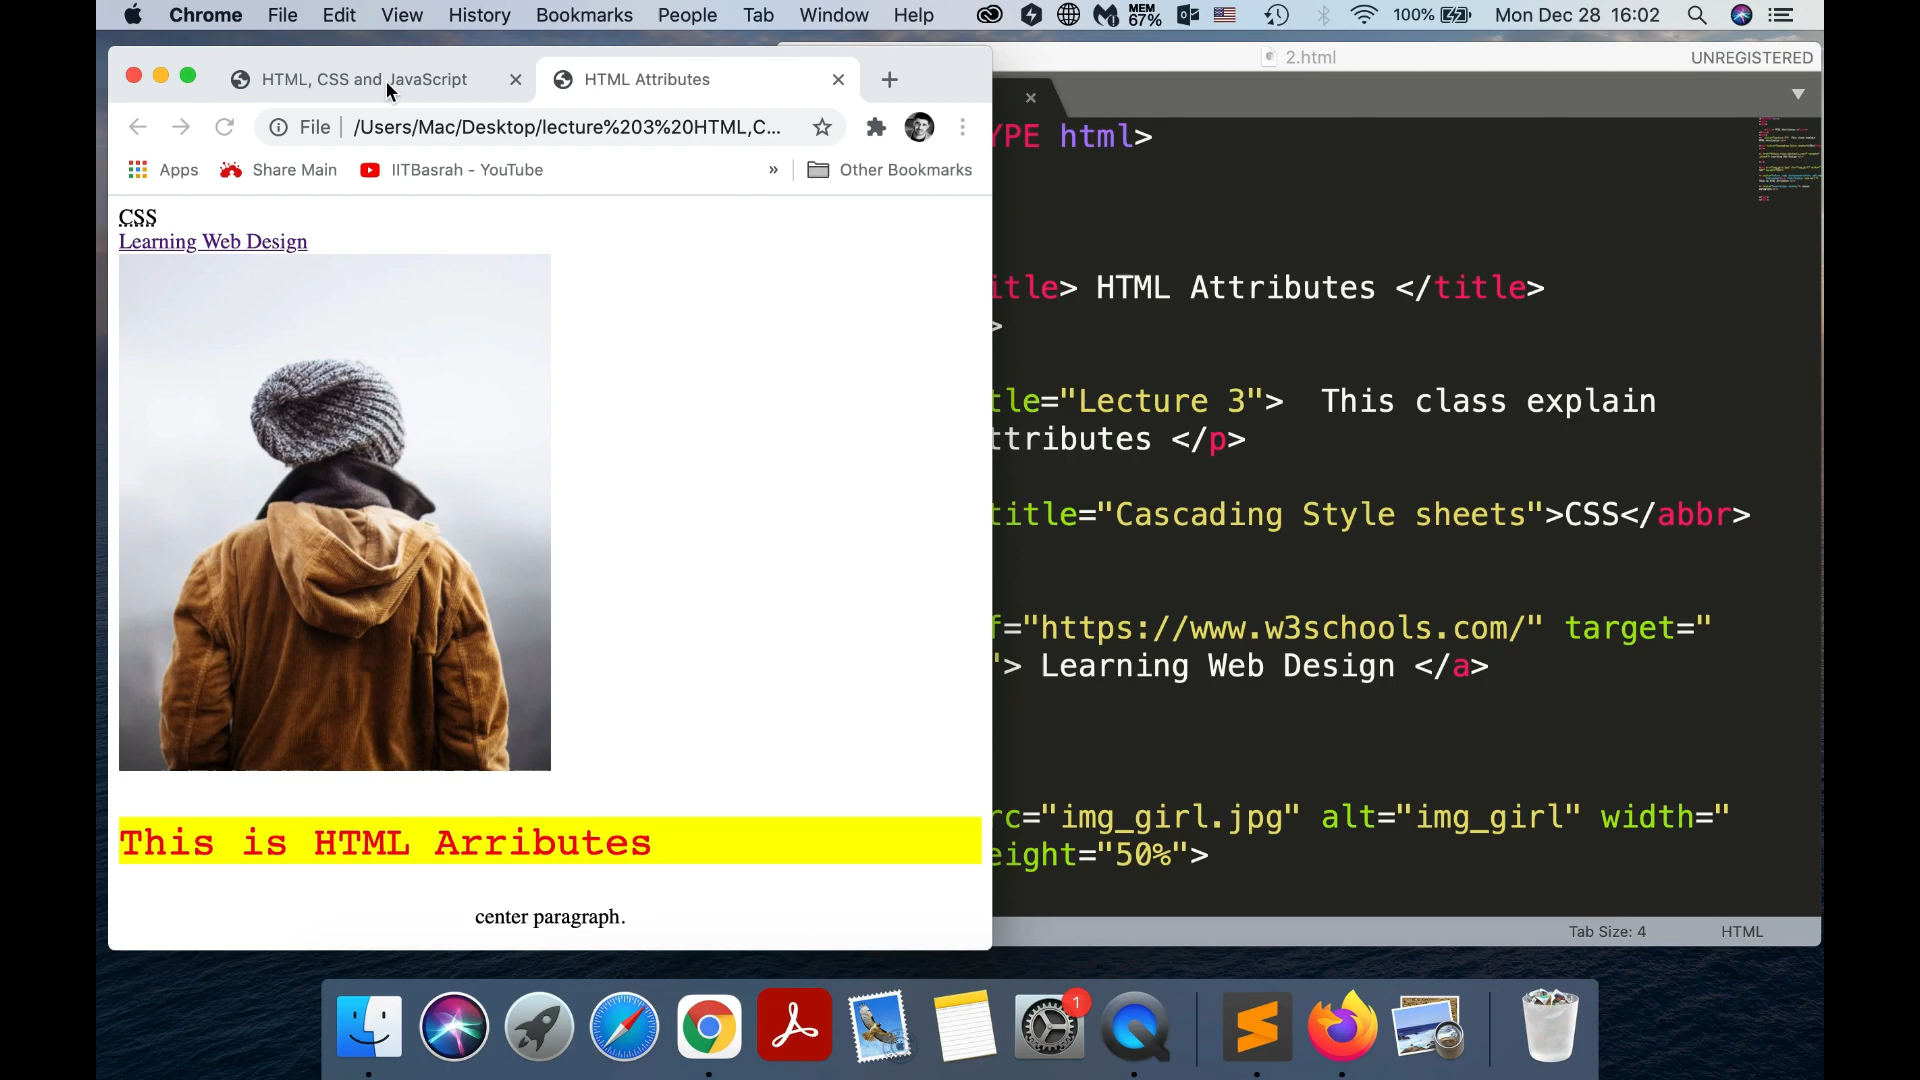 Chrome File Edit View History Bookmarks People Tab Window Help MEM 67% 100% Mon Dec 28 16:02
HTML, CSS and JavaScript HTML Attributes
File /Users/Mac/Desktop/lecture%203%20HTML,C...
Apps Share Main IITBasrah - YouTube » Other Bookmarks
CSS
Learning Web Design
This is HTML Arributes
center paragraph.
2.html UNREGISTERED
YPE html>
itle> HTML Attributes </title>
>
tle="Lecture 3"> This class explain
ttributes </p>
title="Cascading Style sheets">CSS</abbr>
f="https://www.w3schools.com/" target="
"> Learning Web Design </a>
rc="img_girl.jpg" alt="img_girl" width="
eight="50%">
Tab Size: 4 HTML
1